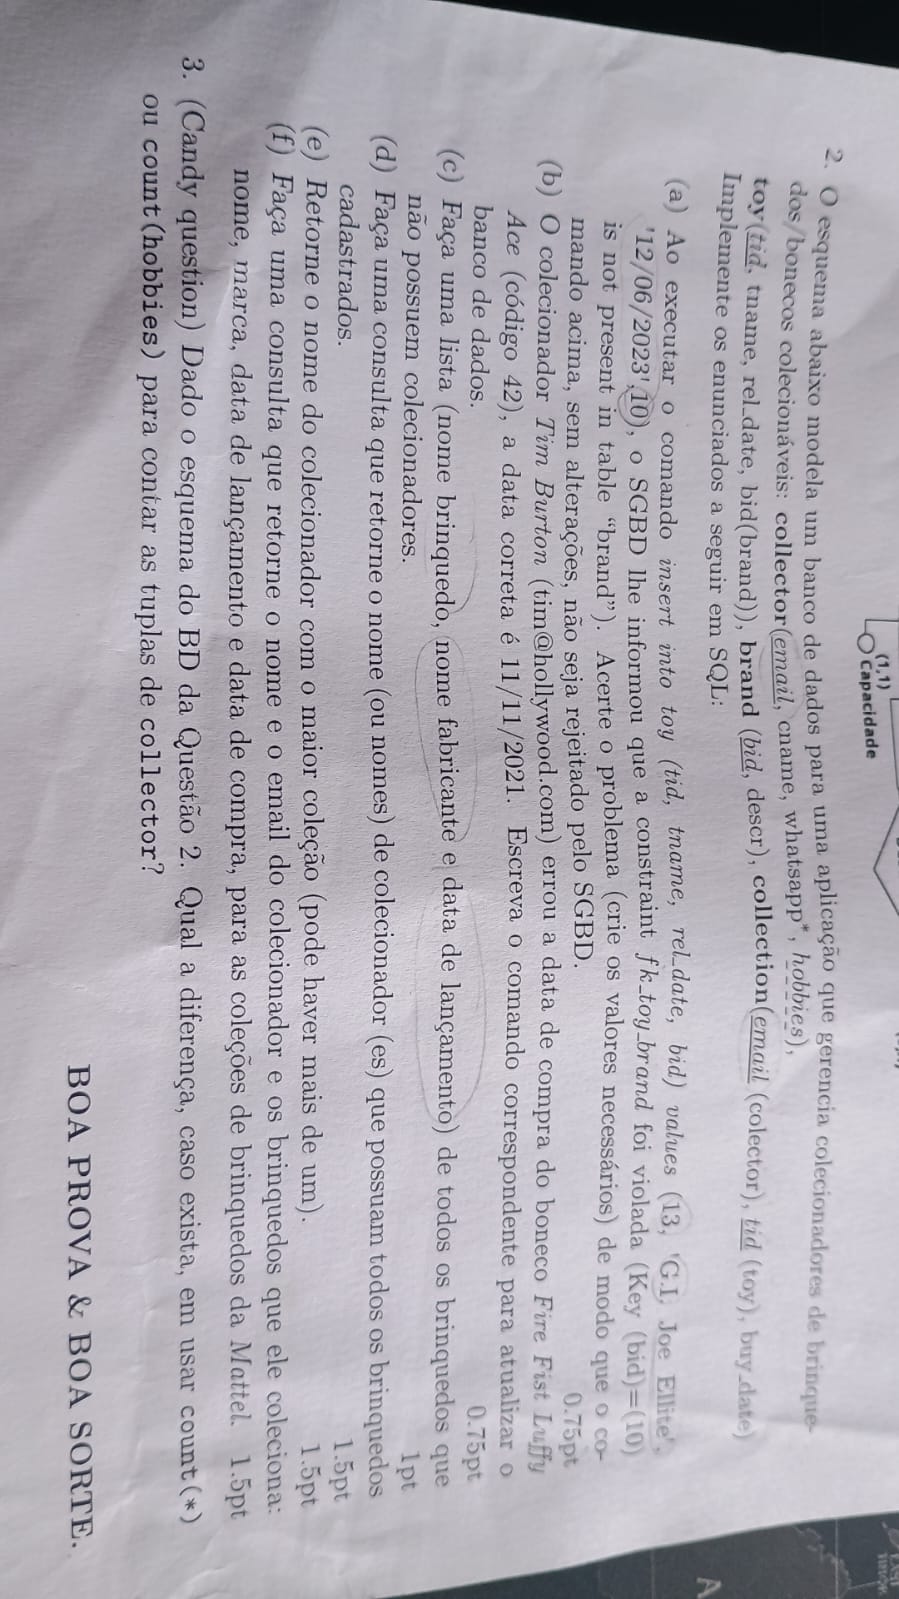 (1,1)
Capacidade
2. O esquema abaixo modela um banco de dados para uma aplicação que gerencia colecionadores de brinque-
dos/bonecos colecionáveis: collector(email, cname, whatsapp*, hobbies),
toy(tid, tname, rel_date, bid(brand)), brand (bid, descr), collection(email (colector), tid (toy), buy_date)
Implemente os enunciados a seguir em SQL:
(a) Ao executar o comando insert into toy (tid, tname, rel_date, bid) values (13, 'G.I. Joe Ellite',
'12/06/2023',10), o SGBD lhe informou que a constraint fk_toy_brand foi violada (Key (bid)=(10)
is not present in table “brand”). Acerte o problema (crie os valores necessários) de modo que o co-
mando acima, sem alterações, não seja rejeitado pelo SGBD. 0.75pt
(b) O colecionador Tim Burton (tim@hollywood.com) errou a data de compra do boneco Fire Fist Luffy
Ace (código 42), a data correta é 11/11/2021. Escreva o comando correspondente para atualizar o
banco de dados. 0.75pt
(c) Faça uma lista (nome brinquedo, nome fabricante e data de lançamento) de todos os brinquedos que
não possuem colecionadores. 1pt
(d) Faça uma consulta que retorne o nome (ou nomes) de colecionador (es) que possuam todos os brinquedos
cadastrados. 1.5pt
(e) Retorne o nome do colecionador com o maior coleção (pode haver mais de um). 1.5pt
(f) Faça uma consulta que retorne o nome e o email do colecionador e os brinquedos que ele coleciona:
nome, marca, data de lançamento e data de compra, para as coleções de brinquedos da Mattel. 1.5pt
3. (Candy question) Dado o esquema do BD da Questão 2. Qual a diferença, caso exista, em usar count(*)
ou count(hobbies) para contar as tuplas de collector?
BOA PROVA & BOA SORTE.